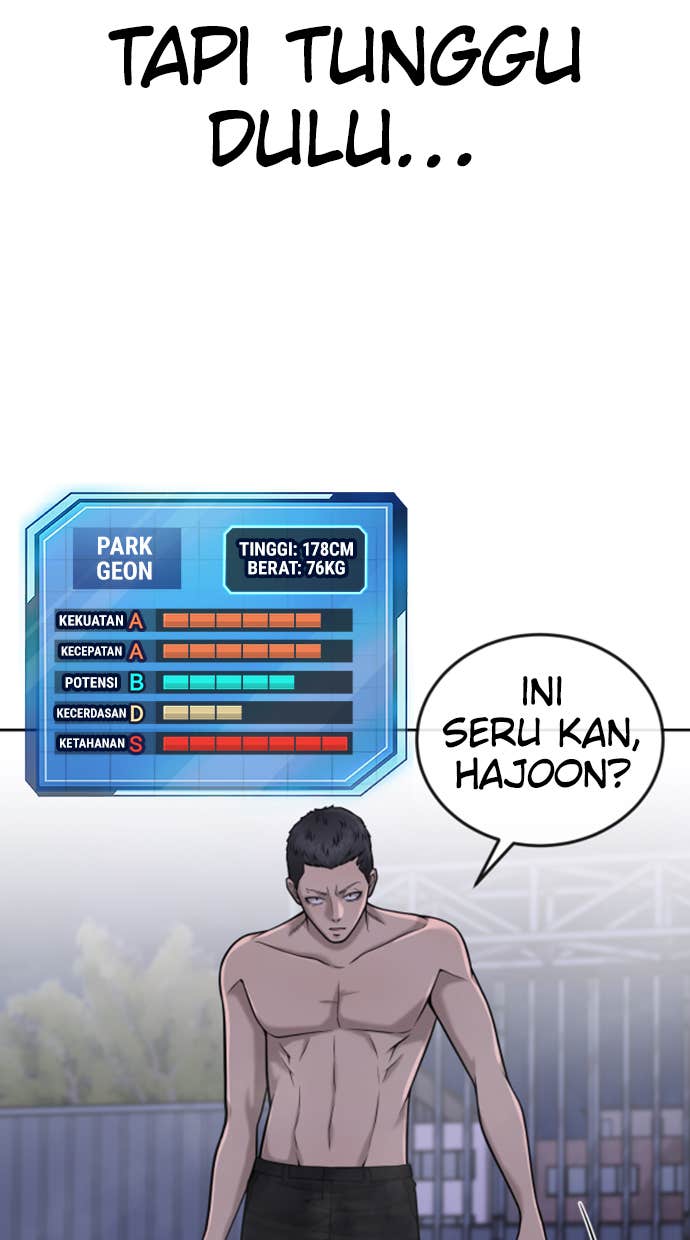 TAPI TUNGGU
DULU...
PARK
GEON
TINGGI: 178CM
BERAT: 76KG
KEKUATAN A
KECEPATAN A
POTENSI B
KECERDASAN D
KETAHANAN S
INI
SERU KAN,
HAJOON?